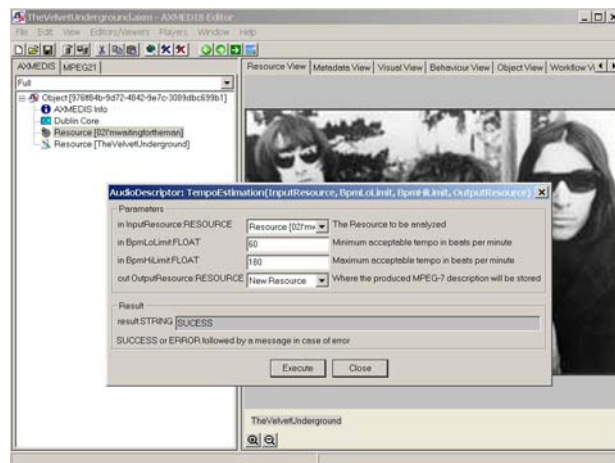 TheVelvetUnderground.axm - AXMEDIS Editor
File Edit View Editors/Viewers Players Window Help
AXMEDIS MPEG21
Full
Object [976f84b-9d72-4842-9e7c-3089dbc699b1]
AXMEDIS Info
Dublin Core
Resource [02I'mwaitingfortheman]
Resource [TheVelvetUnderground]
Resource View Metadata View Visual View Behaviour View Object View Workflow Vi
AudioDescriptor: TempoEstimation(InputResource, BpmLoLimit, BpmHiLimit, OutputResource)
Parameters
in InputResource:RESOURCE Resource [02I'mw The Resource to be analyzed
in BpmLoLimit:FLOAT 60 Minimum acceptable tempo in beats per minute
in BpmHiLimit:FLOAT 180 Maximum acceptable tempo in beats per minute
out OutputResource:RESOURCE New Resource Where the produced MPEG-7 description will be stored
Result
result:STRING SUCESS
SUCCESS or ERROR followed by a message in case of error
Execute Close
TheVelvetUnderground